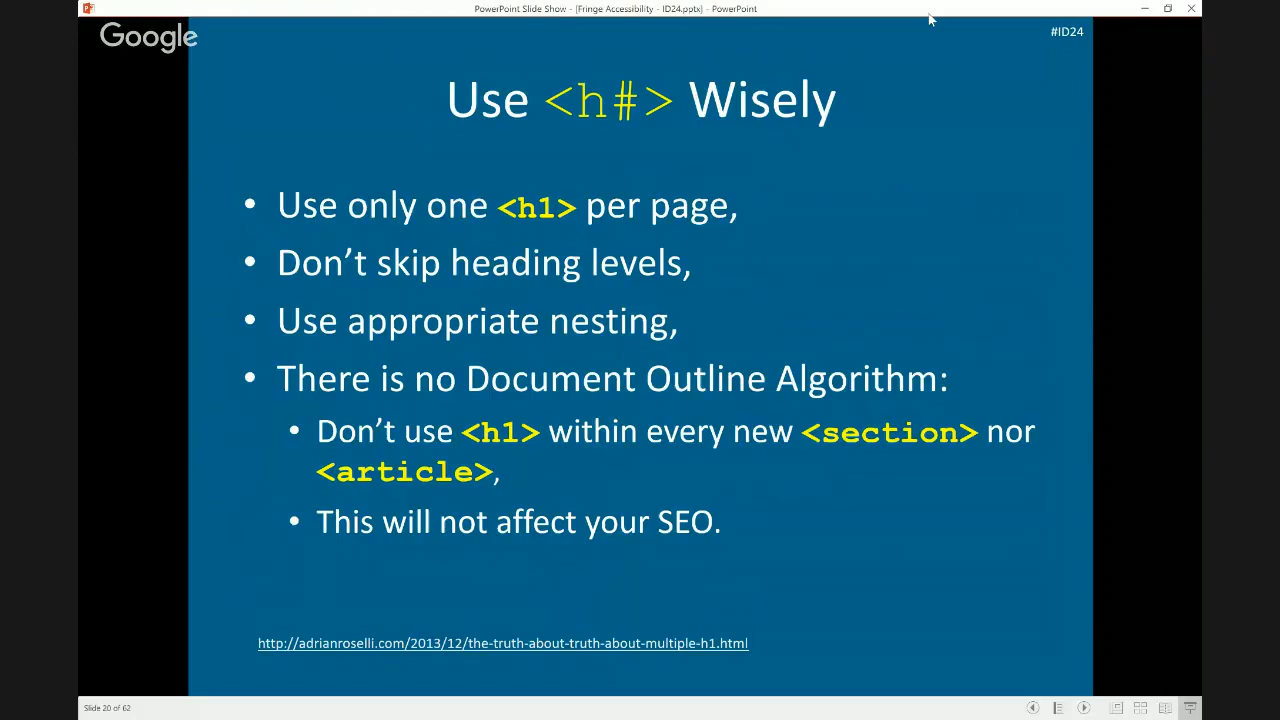 PowerPoint Slide Show - [Fringe Accessibility - ID24.pptx] - PowerPoint
Google
#ID24
Use <h#> Wisely
• Use only one <h1> per page,
• Don’t skip heading levels,
• Use appropriate nesting,
• There is no Document Outline Algorithm:
• Don’t use <h1> within every new <section> nor
<article>,
• This will not affect your SEO.
http://adrianroselli.com/2013/12/the-truth-about-truth-about-multiple-h1.html
Slide 20 of 62